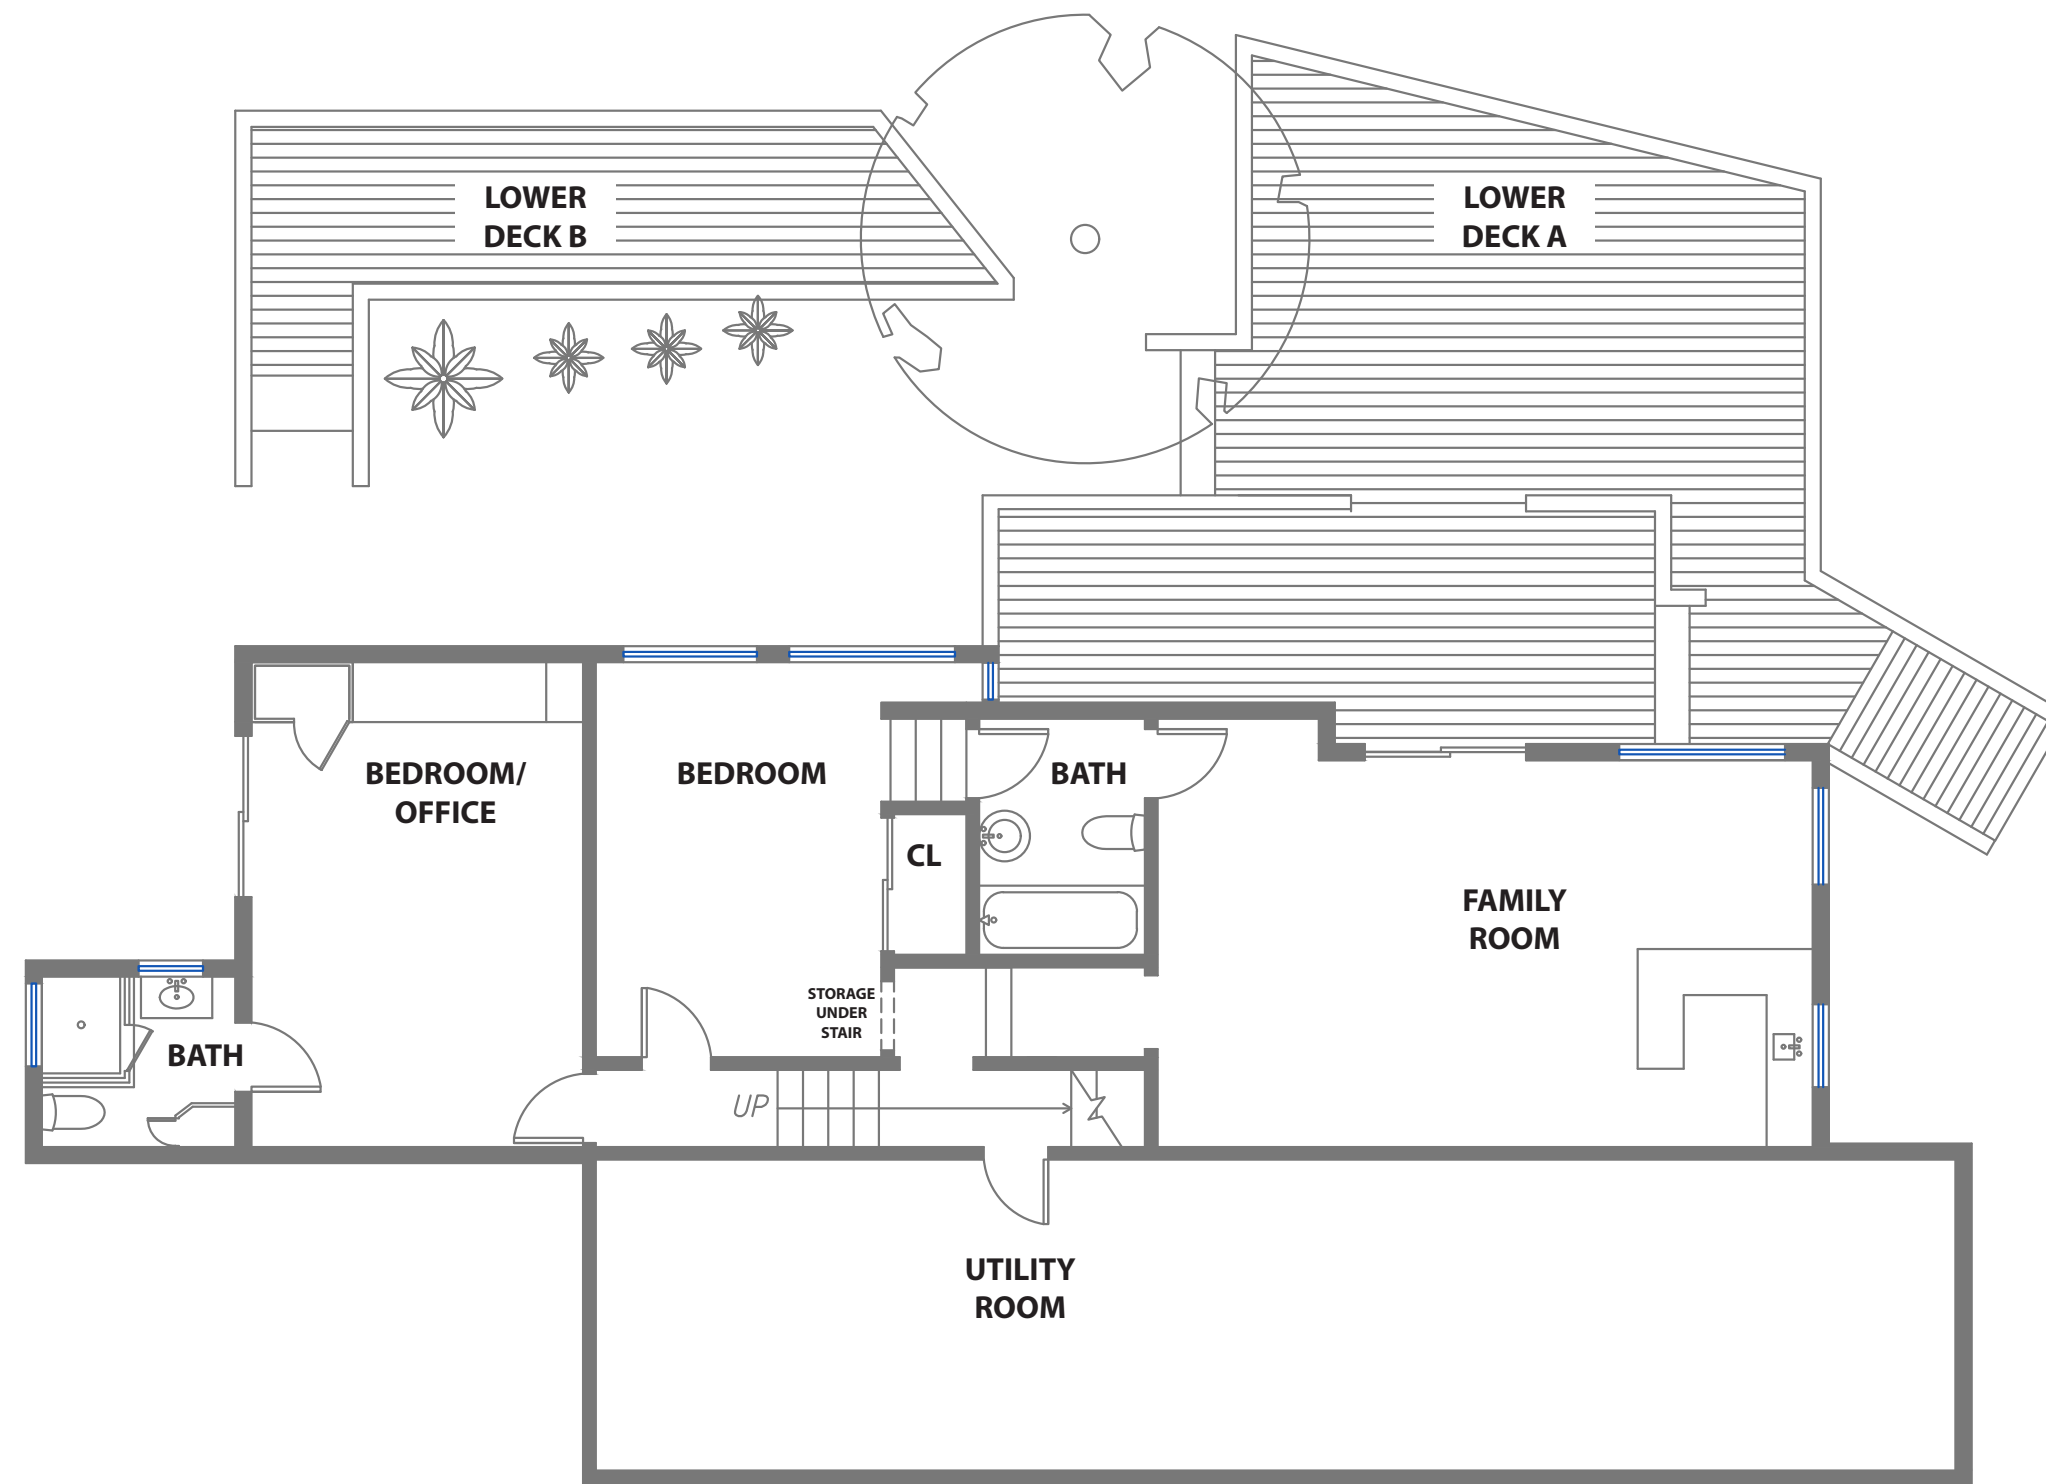 LOWER
DECK B
LOWER
DECK A
BEDROOM/
OFFICE
BEDROOM
BATH
CL
FAMILY
ROOM
STORAGE
UNDER
STAIR
BATH
UP
UTILITY
ROOM